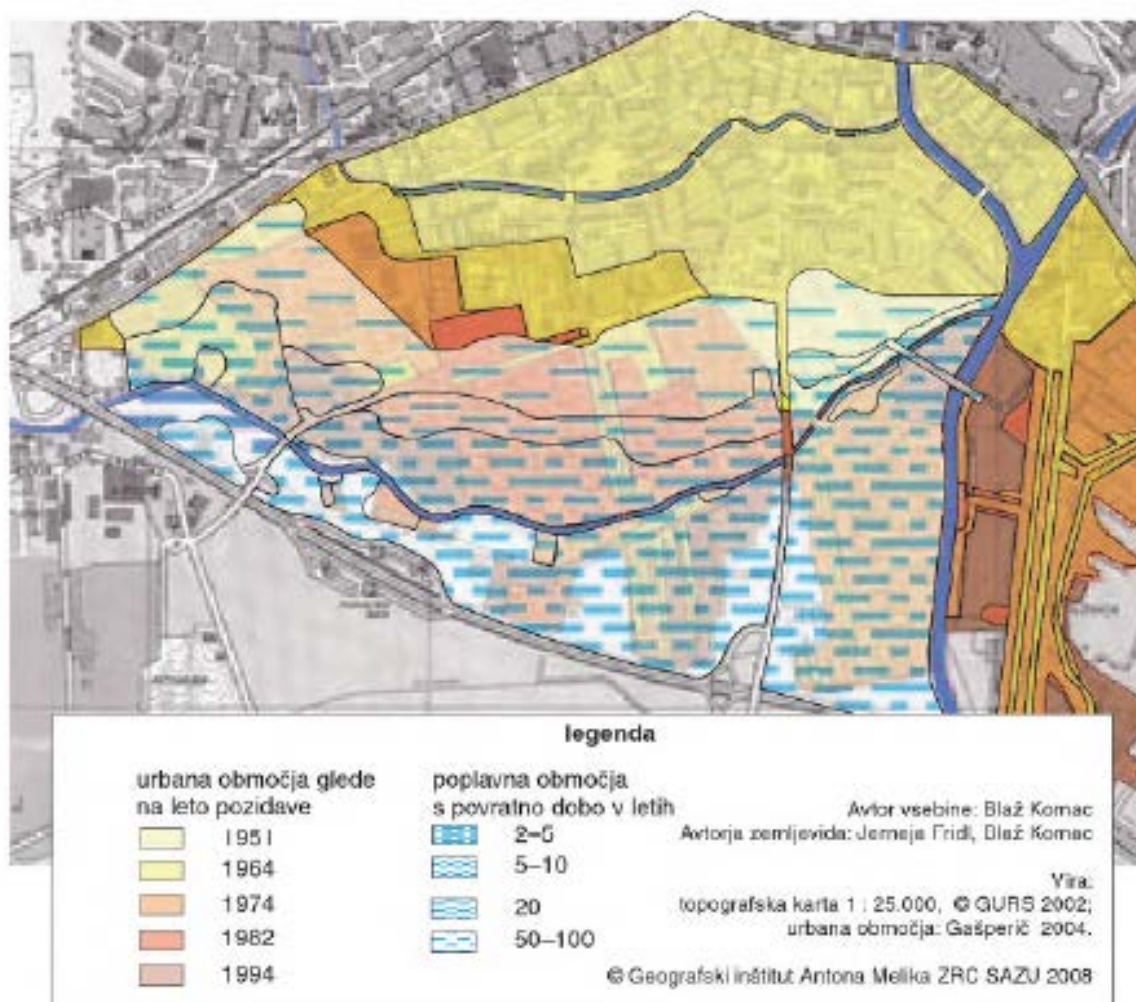 legenda
urbana območja glede
na leto pozidave
1951
1964
1974
1982
1994
poplavna območja
s povratno dobo v letih
2–5
5–10
20
50–100
Avtor vsebine: Blaž Komac
Avtorja zemljevida: Jerneja Fridl, Blaž Komac
Vira:
topografska karta 1 : 25.000, © GURS 2002;
urbana območja: Gašperič 2004.
© Geografski inštitut Antona Melika ZRC SAZU 2008